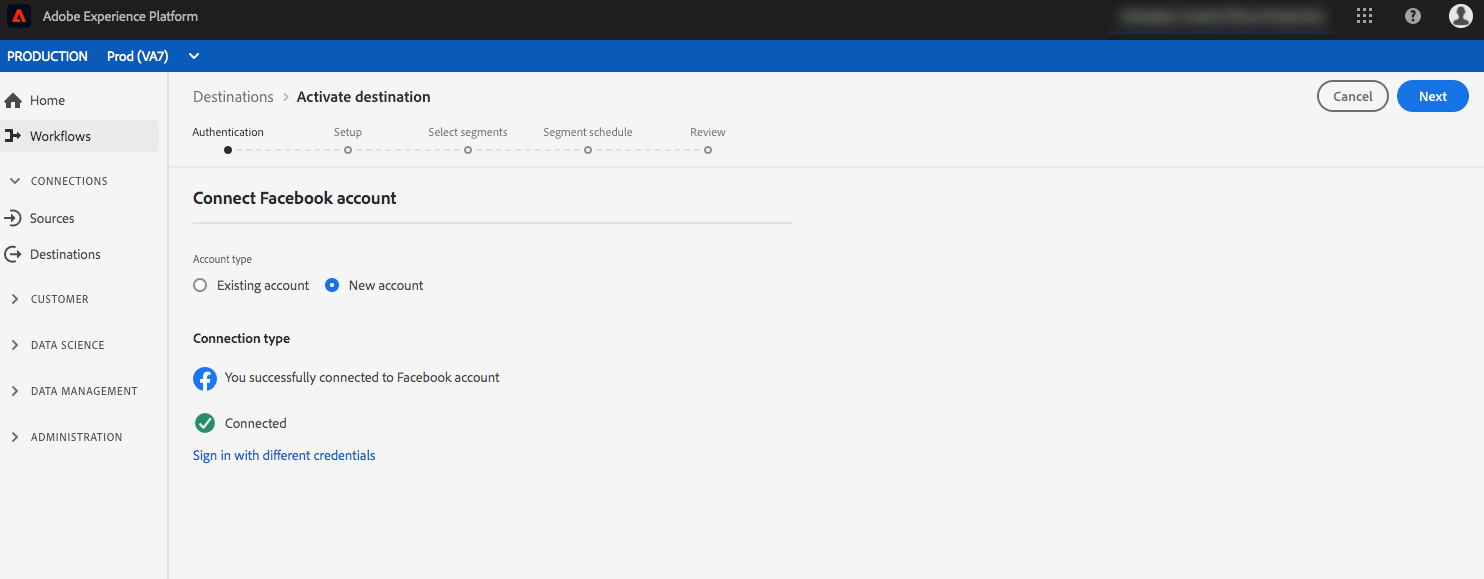 Adobe Experience Platform
PRODUCTION Prod (VA7)
Home
Workflows
CONNECTIONS
Sources
Destinations
CUSTOMER
DATA SCIENCE
DATA MANAGEMENT
ADMINISTRATION
Destinations > Activate destination
Cancel Next
Authentication Setup Select segments Segment schedule Review
Connect Facebook account
Account type
Existing account New account
Connection type
You successfully connected to Facebook account
Connected
Sign in with different credentials